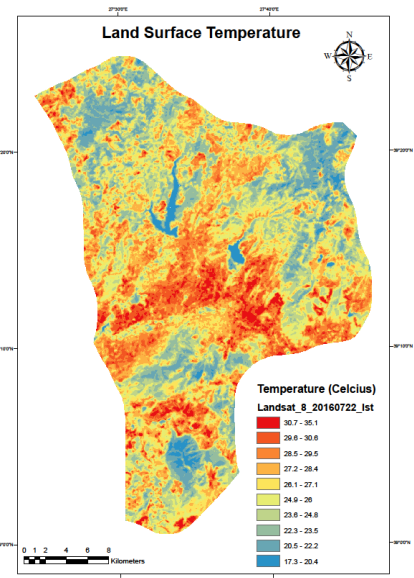 Land Surface Temperature
N
W
E
S
Temperature (Celcius)
Landsat_8_20160722_lst
30.7 - 35.1
29.6 - 30.6
28.5 - 29.5
27.2 - 28.4
26.1 - 27.1
24.9 - 26
23.6 - 24.8
22.3 - 23.5
20.5 - 22.2
17.3 - 20.4
0 1 2 4 6 8
Kilometers